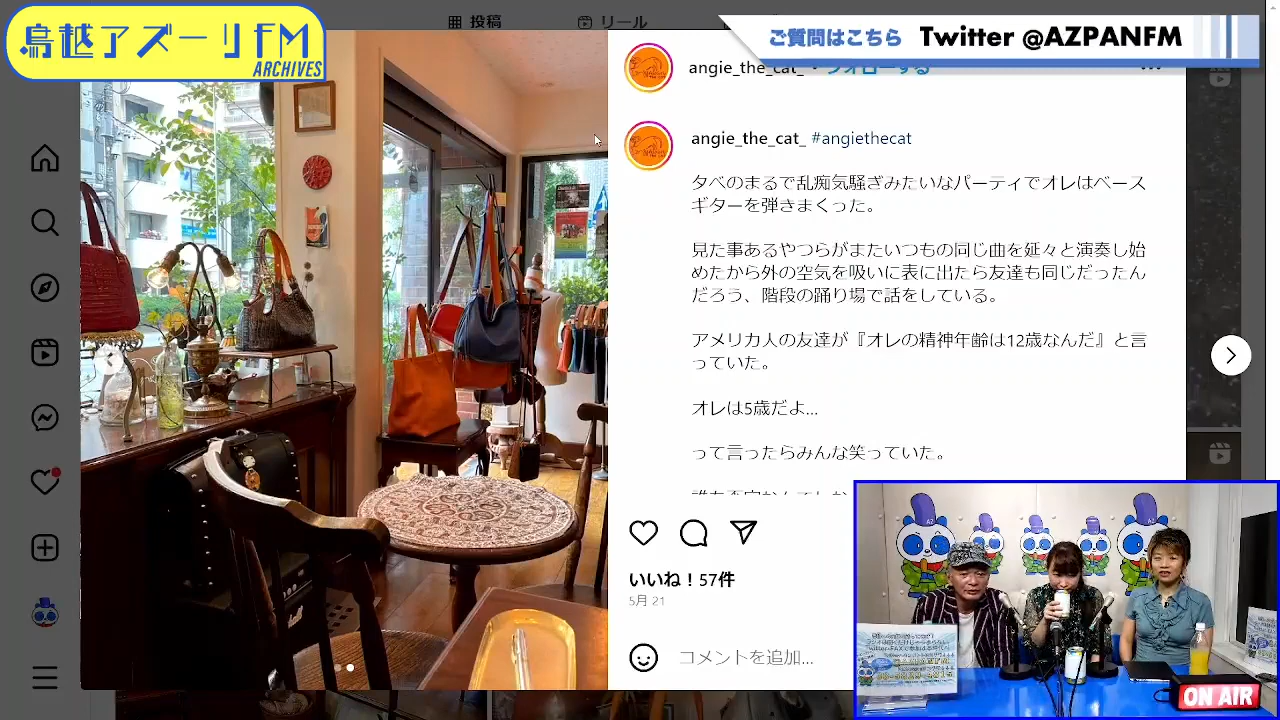 鳥越アズーリFM
ARCHIVES
投稿
リール
ご質問はこちら Twitter @AZPANFM
angie_the_cat_ • フォローする
angie_the_cat_ #angiethecat
夕べのまるで乱痴気騒ぎみたいなパーティでオレはベース
ギターを弾きまくった。
見た事あるやつらがまたいつもの同じ曲を延々と演奏し始
めたから外の空気を吸いに表に出たら友達も同じだったん
だろう、階段の踊り場で話をしている。
アメリカ人の友達が『オレの精神年齢は12歳なんだ』と言
っていた。
オレは5歳だよ...
って言ったらみんな笑っていた。
いいね！57件
5月 21
コメントを追加...
ON AIR